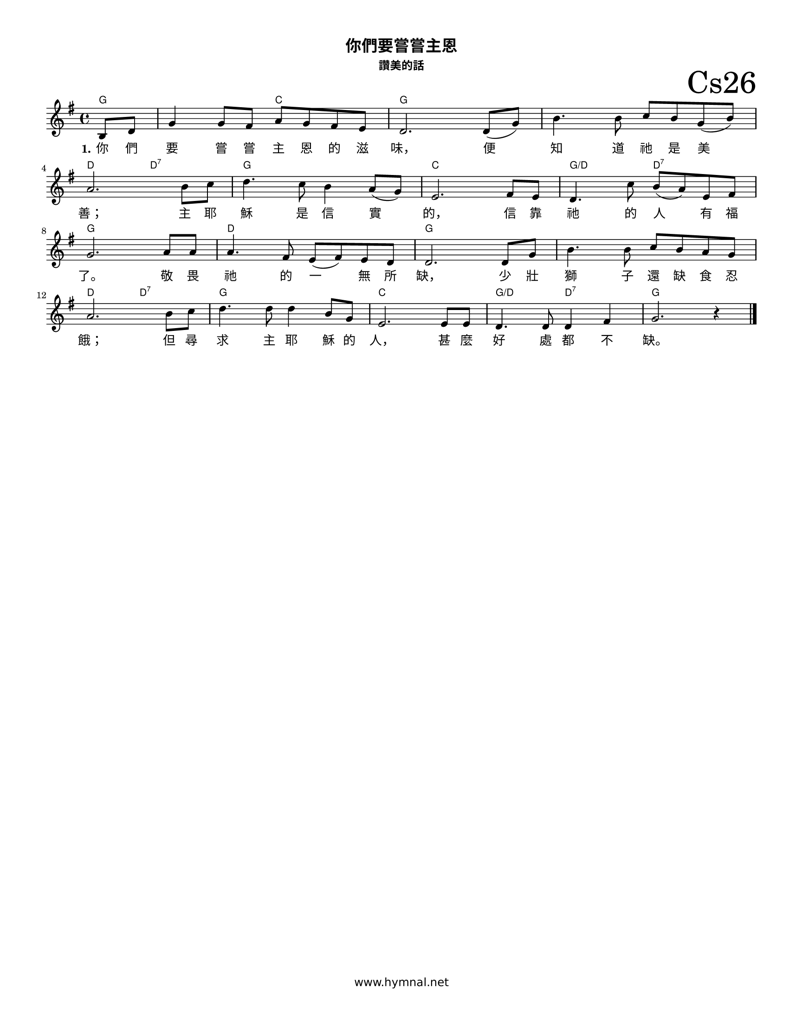 你們要嘗嘗主恩
讚美的話
Cs26
G C G
1. 你 們 要 嘗 嘗 主 恩 的 滋 味， 便 知 道 祂 是 美
4 D D7 G C G/D D7
善； 主 耶 穌 是 信 實 的， 信 靠 祂 的 人 有 福
8 G D G
了。 敬 畏 祂 的 一 無 所 缺， 少 壯 獅 子 還 缺 食 忍
12 D D7 G C G/D D7 G
餓； 但 尋 求 主 耶 穌 的 人， 甚 麼 好 處 都 不 缺。
www.hymnal.net